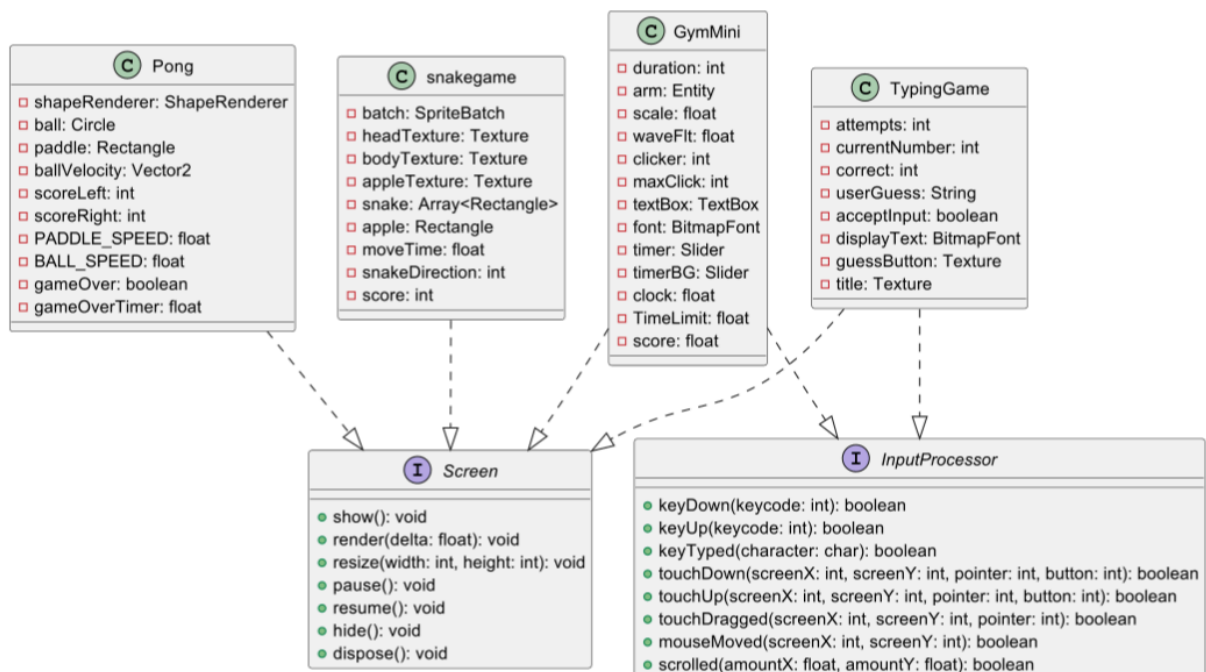 C Pong
shapeRenderer: ShapeRenderer
ball: Circle
paddle: Rectangle
ballVelocity: Vector2
scoreLeft: int
scoreRight: int
PADDLE_SPEED: float
BALL_SPEED: float
gameOver: boolean
gameOverTimer: float
C snakegame
batch: SpriteBatch
headTexture: Texture
bodyTexture: Texture
appleTexture: Texture
snake: Array<Rectangle>
apple: Rectangle
moveTime: float
snakeDirection: int
score: int
C GymMini
duration: int
arm: Entity
scale: float
waveFlt: float
clicker: int
maxClick: int
textBox: TextBox
font: BitmapFont
timer: Slider
timerBG: Slider
clock: float
TimeLimit: float
score: float
C TypingGame
attempts: int
currentNumber: int
correct: int
userGuess: String
acceptInput: boolean
displayText: BitmapFont
guessButton: Texture
title: Texture
I Screen
show(): void
render(delta: float): void
resize(width: int, height: int): void
pause(): void
resume(): void
hide(): void
dispose(): void
I InputProcessor
keyDown(keycode: int): boolean
keyUp(keycode: int): boolean
keyTyped(character: char): boolean
touchDown(screenX: int, screenY: int, pointer: int, button: int): boolean
touchUp(screenX: int, screenY: int, pointer: int, button: int): boolean
touchDragged(screenX: int, screenY: int, pointer: int): boolean
mouseMoved(screenX: int, screenY: int): boolean
scrolled(amountX: float, amountY: float): boolean